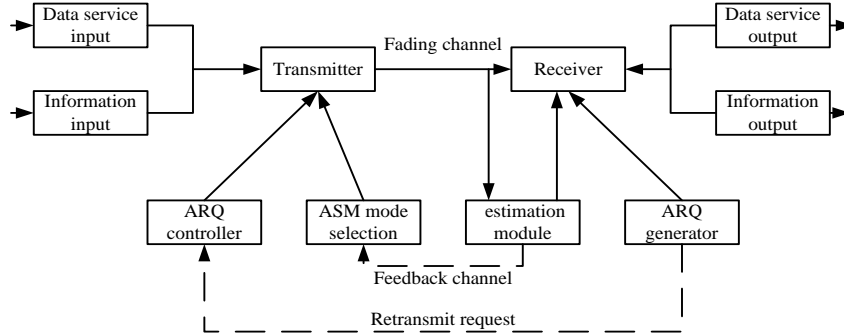 Data service
input
Information
input
Transmitter
Fading channel
Receiver
Data service
output
Information
output
ARQ
controller
ASM mode
selection
estimation
module
ARQ
generator
Feedback channel
Retransmit request